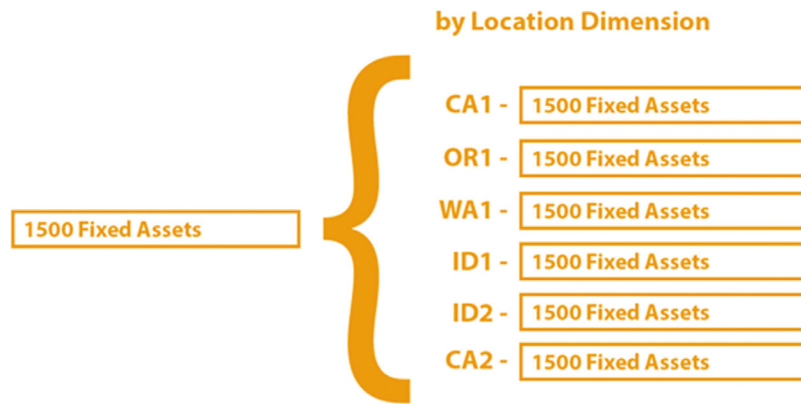 by Location Dimension
CA1 - 1500 Fixed Assets
OR1 - 1500 Fixed Assets
WA1 - 1500 Fixed Assets
1500 Fixed Assets
ID1 - 1500 Fixed Assets
ID2 - 1500 Fixed Assets
CA2 - 1500 Fixed Assets